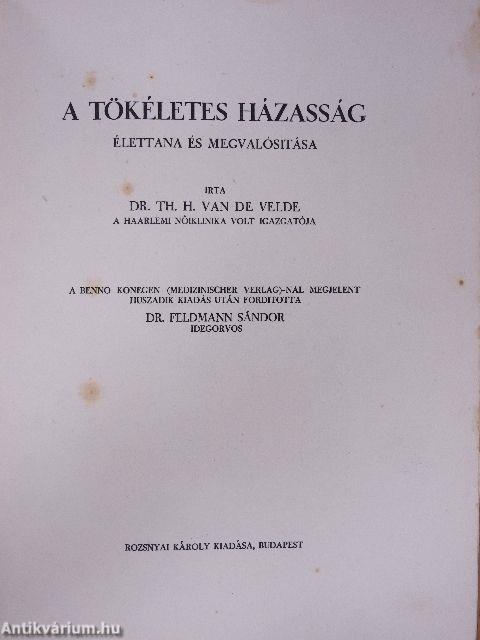 A TÖKÉLETES HÁZASSÁG
ÉLETTANA ÉS MEGVALÓSITÁSA
IRTA
DR. TH. H. VAN DE VELDE
A HAARLEMI NŐIKLINIKA VOLT IGAZGATÓJA
A BENNO KONEGEN (MEDIZINISCHER VERLAG)-NÁL MEGJELENT
HUSZADIK KIADÁS UTÁN FORDITOTTA
DR. FELDMANN SÁNDOR
IDEGORVOS
ROZSNYAI KÁROLY KIADÁSA, BUDAPEST
Antikvárium.hu